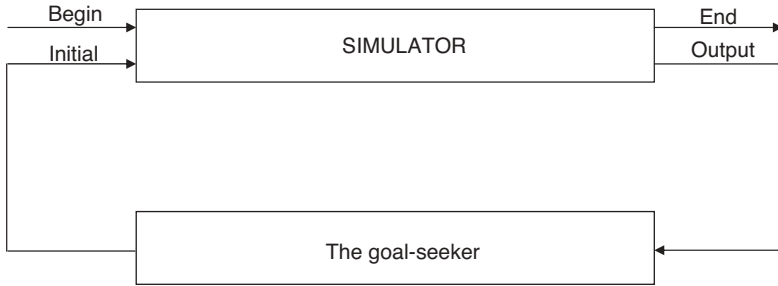 Begin
SIMULATOR
End
Initial
Output
The goal-seeker